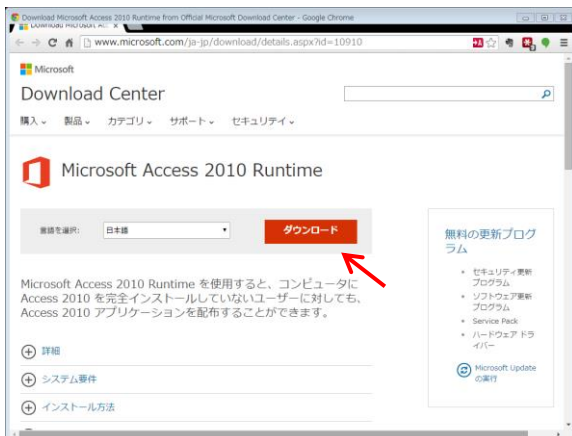 Download Microsoft Access 2010 Runtime from Official Microsoft Download Center - Google Chrome
www.microsoft.com/ja-jp/download/details.aspx?id=10910
Microsoft
Download Center
購入 製品 カテゴリ サポート セキュリティ
Microsoft Access 2010 Runtime
言語を選択: 日本語 ダウンロード
Microsoft Access 2010 Runtime を使用すると、コンピュータに
Access 2010 を完全インストールしていないユーザーに対しても、
Access 2010 アプリケーションを配布することができます。
詳細
システム要件
インストール方法
無料の更新プログ
ラム
セキュリティ更新
プログラム
ソフトウェア更新
プログラム
Service Pack
ハードウェア ドラ
イバー
Microsoft Update
の実行